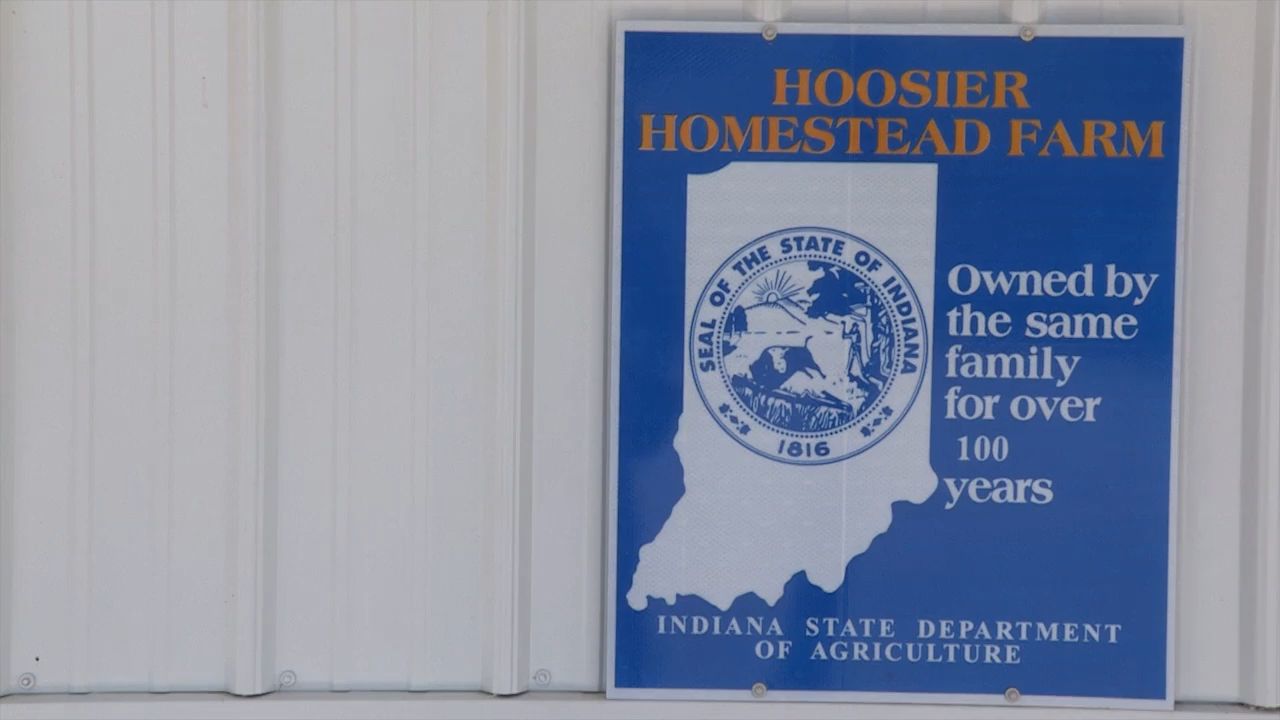 HOOSIER
HOMESTEAD FARM
SEAL OF THE STATE OF INDIANA
1816
Owned by
the same
family
for over
100
years
INDIANA STATE DEPARTMENT
OF AGRICULTURE